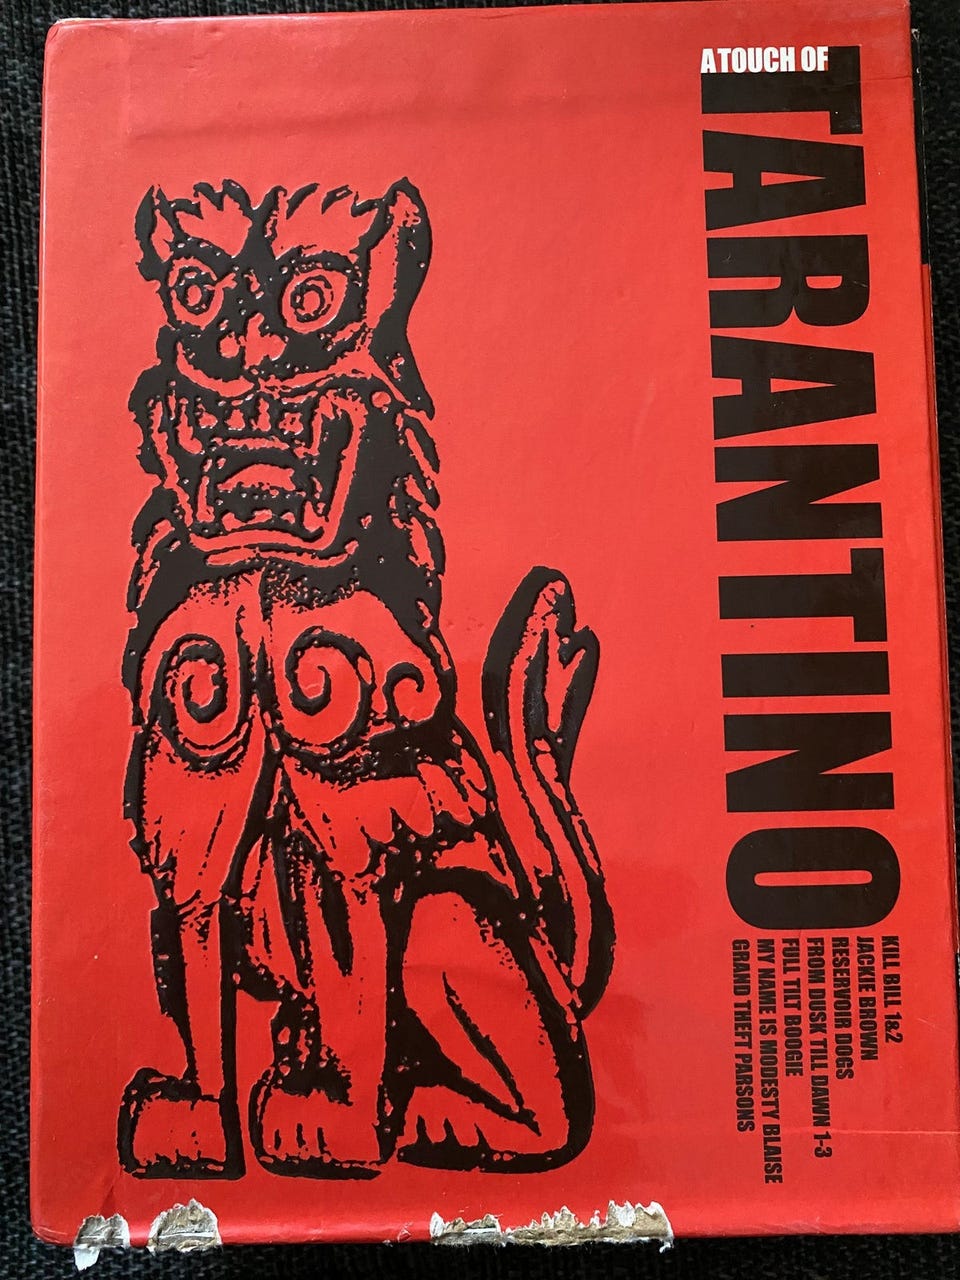 A TOUCH OF
TARANTINO
KILL BILL 1&2
JACKIE BROWN
RESERVOIR DOGS
FROM DUSK TILL DAWN 1-3
FULL TILT BOOGIE
MY NAME IS MODESTY BLAISE
GRAND THEFT PARSONS